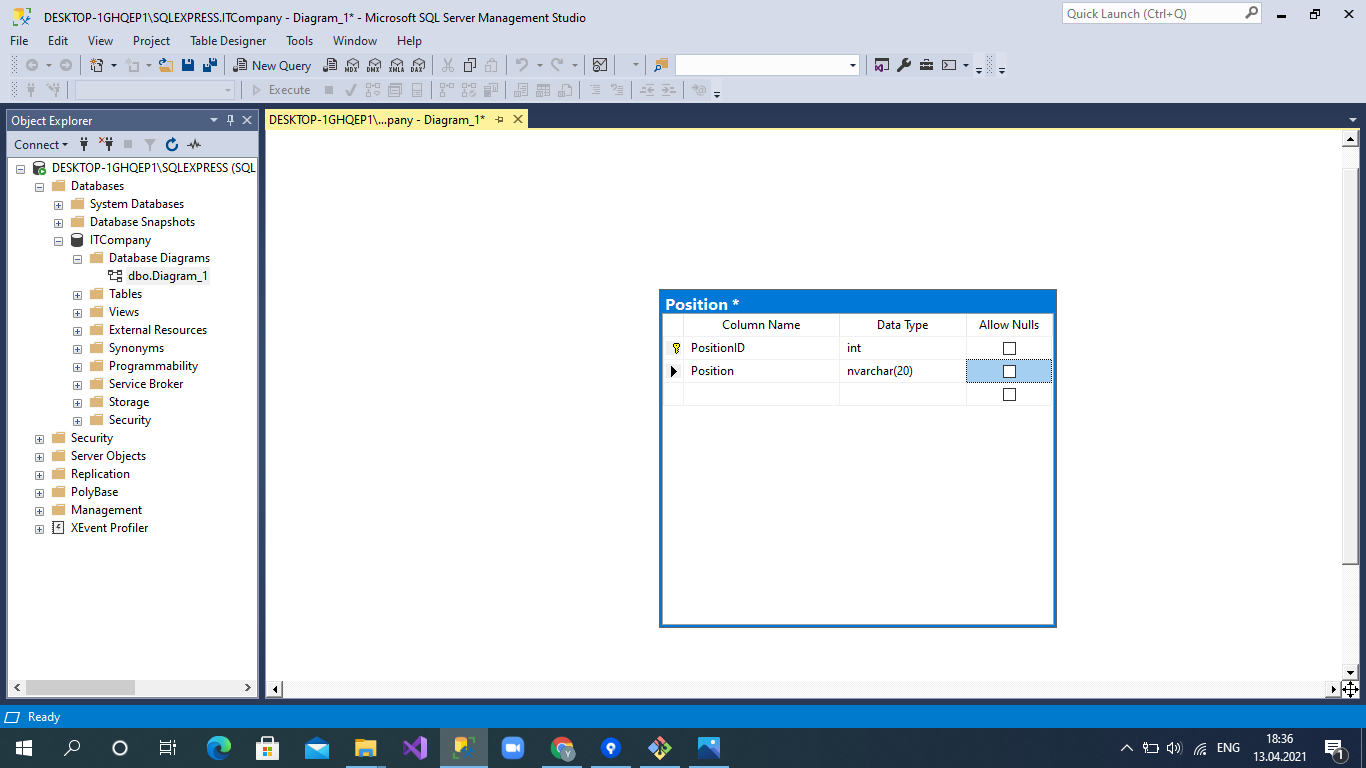 DESKTOP-1GHQEP1\SQLEXPRESS.ITCompany - Diagram_1* - Microsoft SQL Server Management Studio
Quick Launch (Ctrl+Q)
File Edit View Project Table Designer Tools Window Help
New Query MDX DMX XMLA DAX
Execute
Object Explorer
DESKTOP-1GHQEP1\...pany - Diagram_1*
Connect
DESKTOP-1GHQEP1\SQLEXPRESS (SQL
Databases
System Databases
Database Snapshots
ITCompany
Database Diagrams
dbo.Diagram_1
Tables
Views
External Resources
Synonyms
Programmability
Service Broker
Storage
Security
Security
Server Objects
Replication
PolyBase
Management
XEvent Profiler
Position *
Column Name Data Type Allow Nulls
PositionID int
Position nvarchar(20)
Ready
ENG
18:36
13.04.2021
1